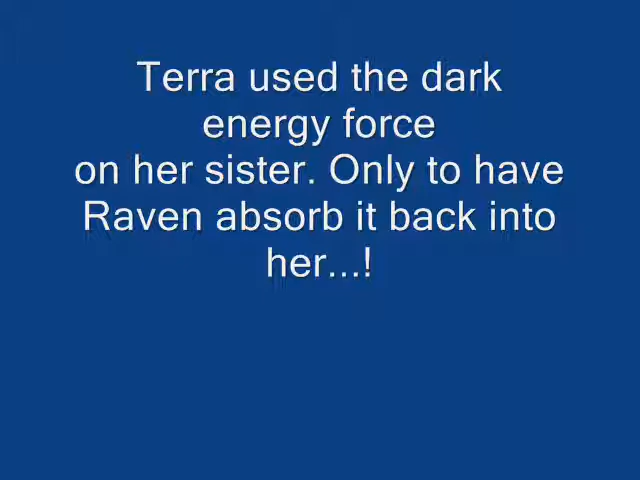 Terra used the dark
energy force
on her sister. Only to have
Raven absorb it back into
her...!